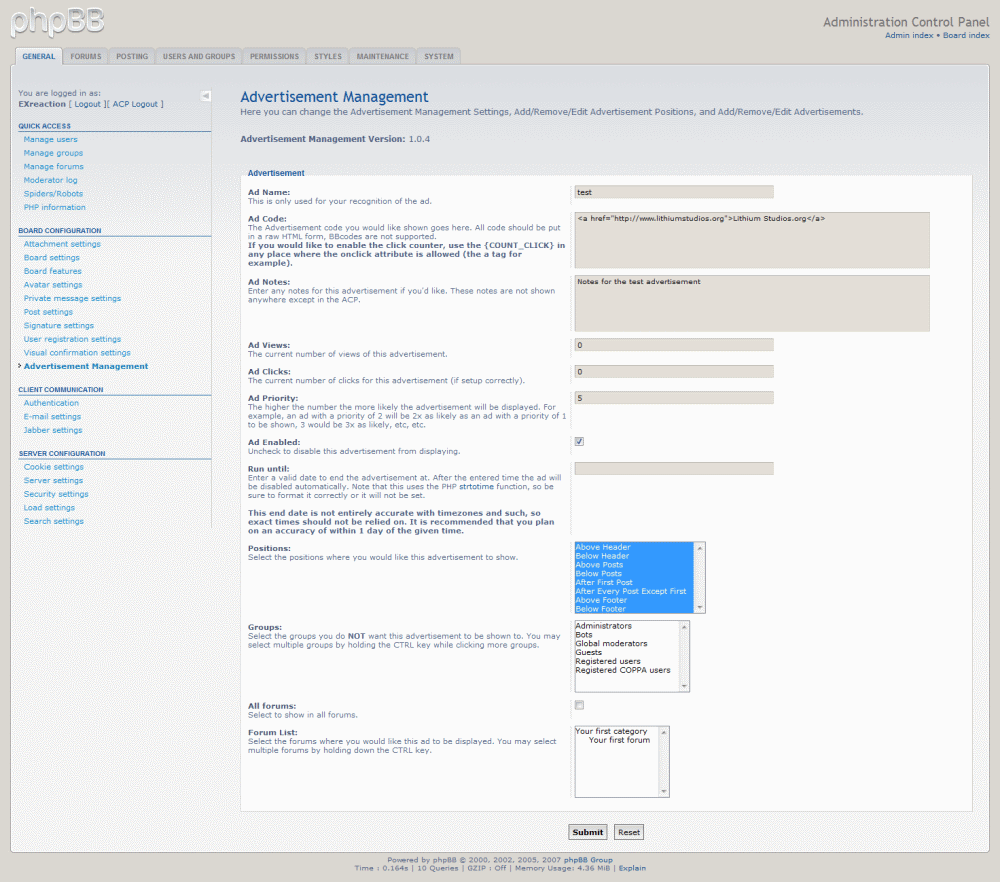 phpBB
Administration Control Panel
Admin index • Board index
GENERAL FORUMS POSTING USERS AND GROUPS PERMISSIONS STYLES MAINTENANCE SYSTEM
You are logged in as:
EXreaction [ Logout ][ ACP Logout ]
QUICK ACCESS
Manage users
Manage groups
Manage forums
Moderator log
Spiders/Robots
PHP information
BOARD CONFIGURATION
Attachment settings
Board settings
Board features
Avatar settings
Private message settings
Post settings
Signature settings
User registration settings
Visual confirmation settings
Advertisement Management
CLIENT COMMUNICATION
Authentication
E-mail settings
Jabber settings
SERVER CONFIGURATION
Cookie settings
Server settings
Security settings
Load settings
Search settings
Advertisement Management
Here you can change the Advertisement Management Settings, Add/Remove/Edit Advertisement Positions, and Add/Remove/Edit Advertisements.
Advertisement Management Version: 1.0.4
Advertisement
Ad Name:
This is only used for your recognition of the ad.
test
Ad Code:
The Advertisement code you would like shown goes here. All code should be put
in a raw HTML form, BBcodes are not supported.
If you would like to enable the click counter, use the {COUNT_CLICK} in
any place where the onclick attribute is allowed (the a tag for
example).
<a href="http://www.lithiumstudios.org">Lithium Studios.org</a>
Ad Notes:
Enter any notes for this advertisement if you'd like. These notes are not shown
anywhere except in the ACP.
Notes for the test advertisement
Ad Views:
The current number of views of this advertisement.
0
Ad Clicks:
The current number of clicks for this advertisement (if setup correctly).
0
Ad Priority:
The higher the number the more likely the advertisement will be displayed. For
example, an ad with a priority of 2 will be 2x as likely as an ad with a priority of 1
to be shown, 3 would be 3x as likely, etc, etc.
5
Ad Enabled:
Uncheck to disable this advertisement from displaying.
Run until:
Enter a valid date to end the advertisement at. After the entered time the ad will
be disabled automatically. Note that this uses the PHP strtotime function, so be
sure to format it correctly or it will not be set.
This end date is not entirely accurate with timezones and such, so
exact times should not be relied on. It is recommended that you plan
on an accuracy of within 1 day of the given time.
Positions:
Select the positions where you would like this advertisement to show.
Above Header
Below Header
Above Posts
Below Posts
After First Post
After Every Post Except First
Above Footer
Below Footer
Groups:
Select the groups you do NOT want this advertisement to be shown to. You may
select multiple groups by holding the CTRL key while clicking more groups.
Administrators
Bots
Global moderators
Guests
Registered users
Registered COPPA users
All forums:
Select to show in all forums.
Forum List:
Select the forums where you would like this ad to be displayed. You may select
multiple forums by holding down the CTRL key.
Your first category
Your first forum
Submit Reset
Powered by phpBB © 2000, 2002, 2005, 2007 phpBB Group
Time : 0.164s | 10 Queries | GZIP : Off | Memory Usage: 4.36 MiB | Explain